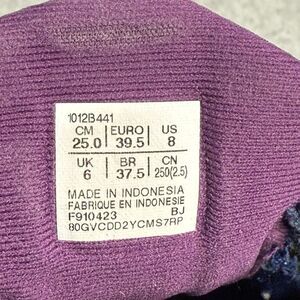 1012B441
CM EURO US
25.0 39.5 8
UK BR CN
6 37.5 250(2.5)
MADE IN INDONESIA
FABRIQUE EN INDONESIE
F910423 BJ
80GVCDD2YCMS7RP